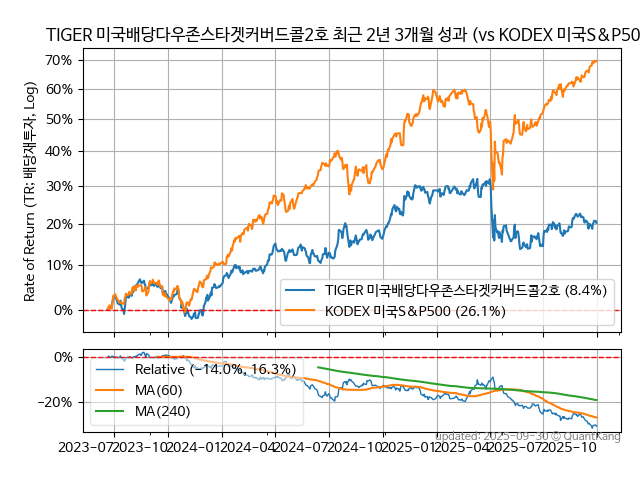 TIGER 미국배당다우존스타겟커버드콜2호 최근 2년 3개월 성과 (vs KODEX 미국S&P50
Rate of Return (TR: 배당재투자, Log)
70%
60%
50%
40%
30%
20%
10%
0%
TIGER 미국배당다우존스타겟커버드콜2호 (8.4%)
KODEX 미국S&P500 (26.1%)
0%
−20%
Relative (−14.0%, 16.3%)
MA(60)
MA(240)
2023-07 2023-10 2024-01 2024-04 2024-07 2024-10 2025-01 2025-04 2025-07 2025-10
updated: 2025-09-30 © QuantKang